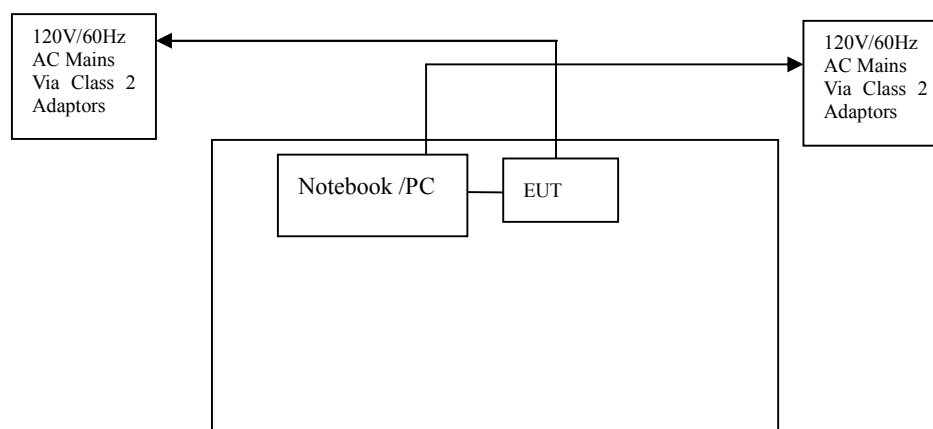 120V/60Hz
AC Mains
Via Class 2
Adaptors
120V/60Hz
AC Mains
Via Class 2
Adaptors
Notebook /PC
EUT